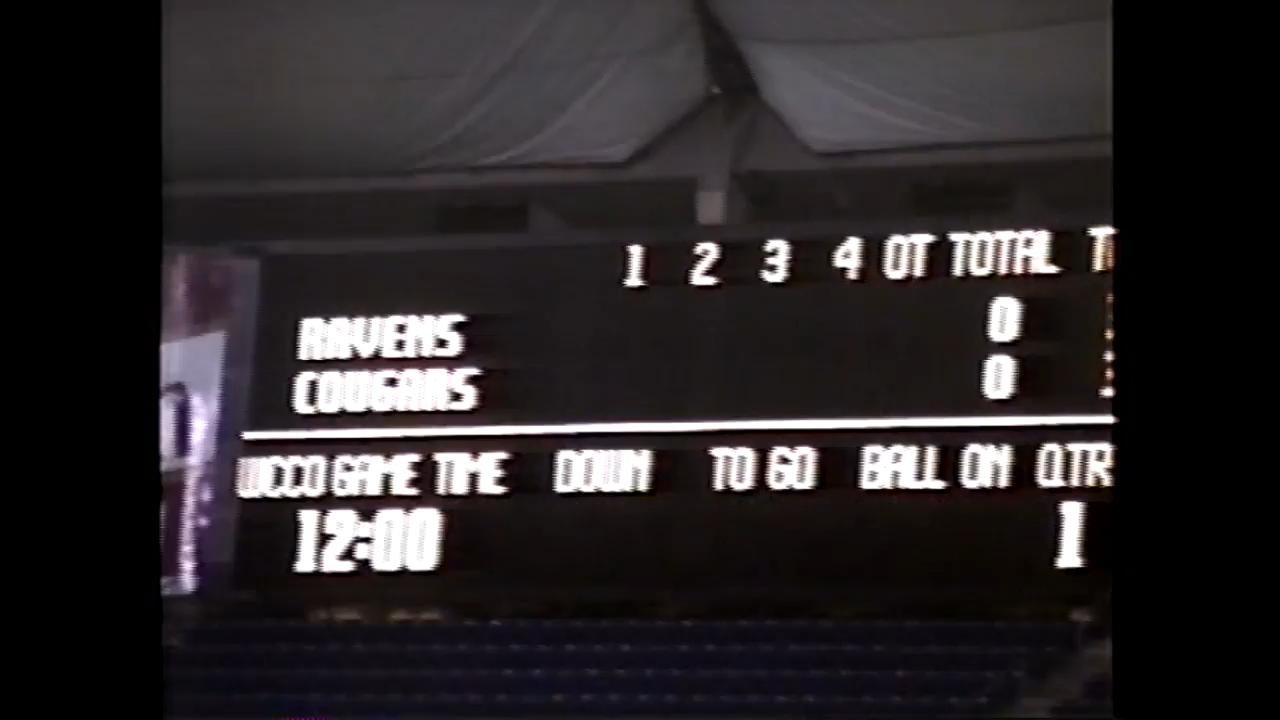 1 2 3 4 OT TOTAL T
RAVENS 0
COUGARS 0
WCCO GAME TIME DOWN TO GO BALL ON QTR
12:00 1